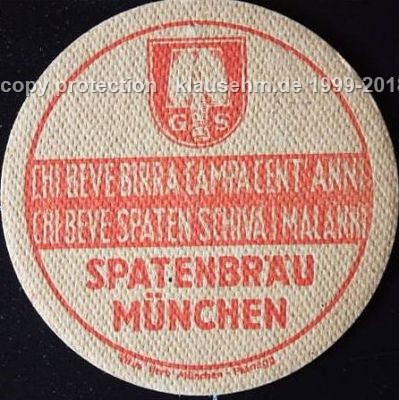 copy protection klausehm.de 1999-2018
G S
CHI BEVE BIRRA CAMPA CENT'ANNI
CHI BEVE SPATEN SCHIVA I MALANNI
SPATENBRÄU
MÜNCHEN
München